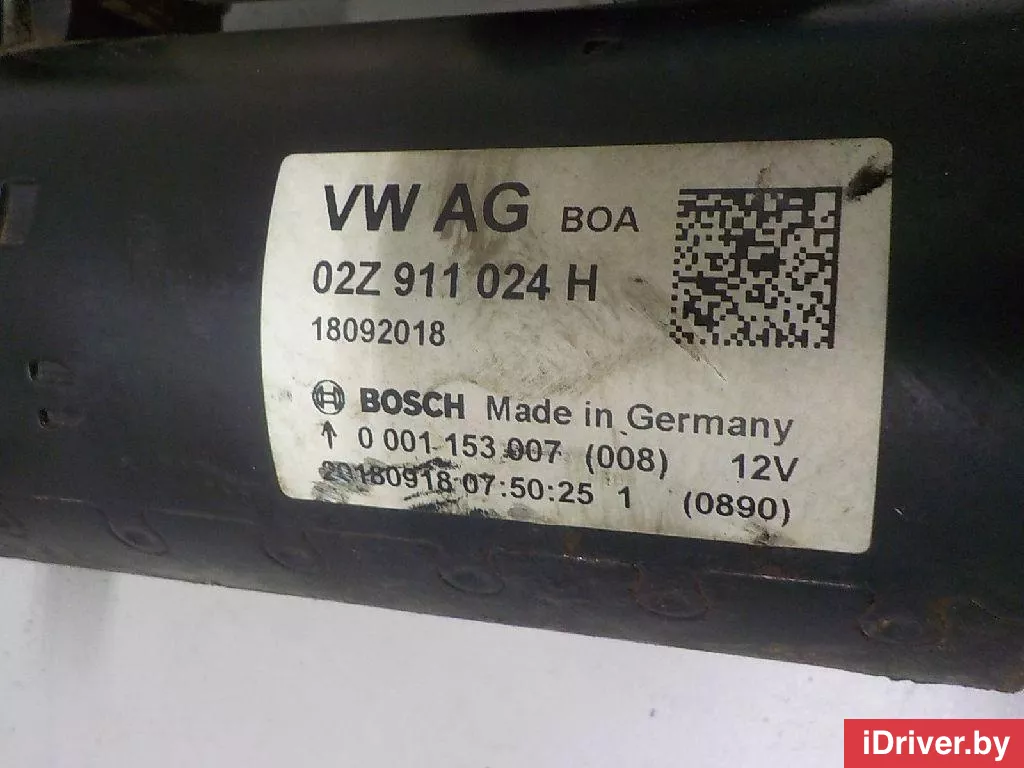 VW AG BOA
02Z 911 024 H
18092018
BOSCH Made in Germany
↑ 0 001 153 007 (008) 12V
20180918 07:50:25 1 (0890)
iDriver.by